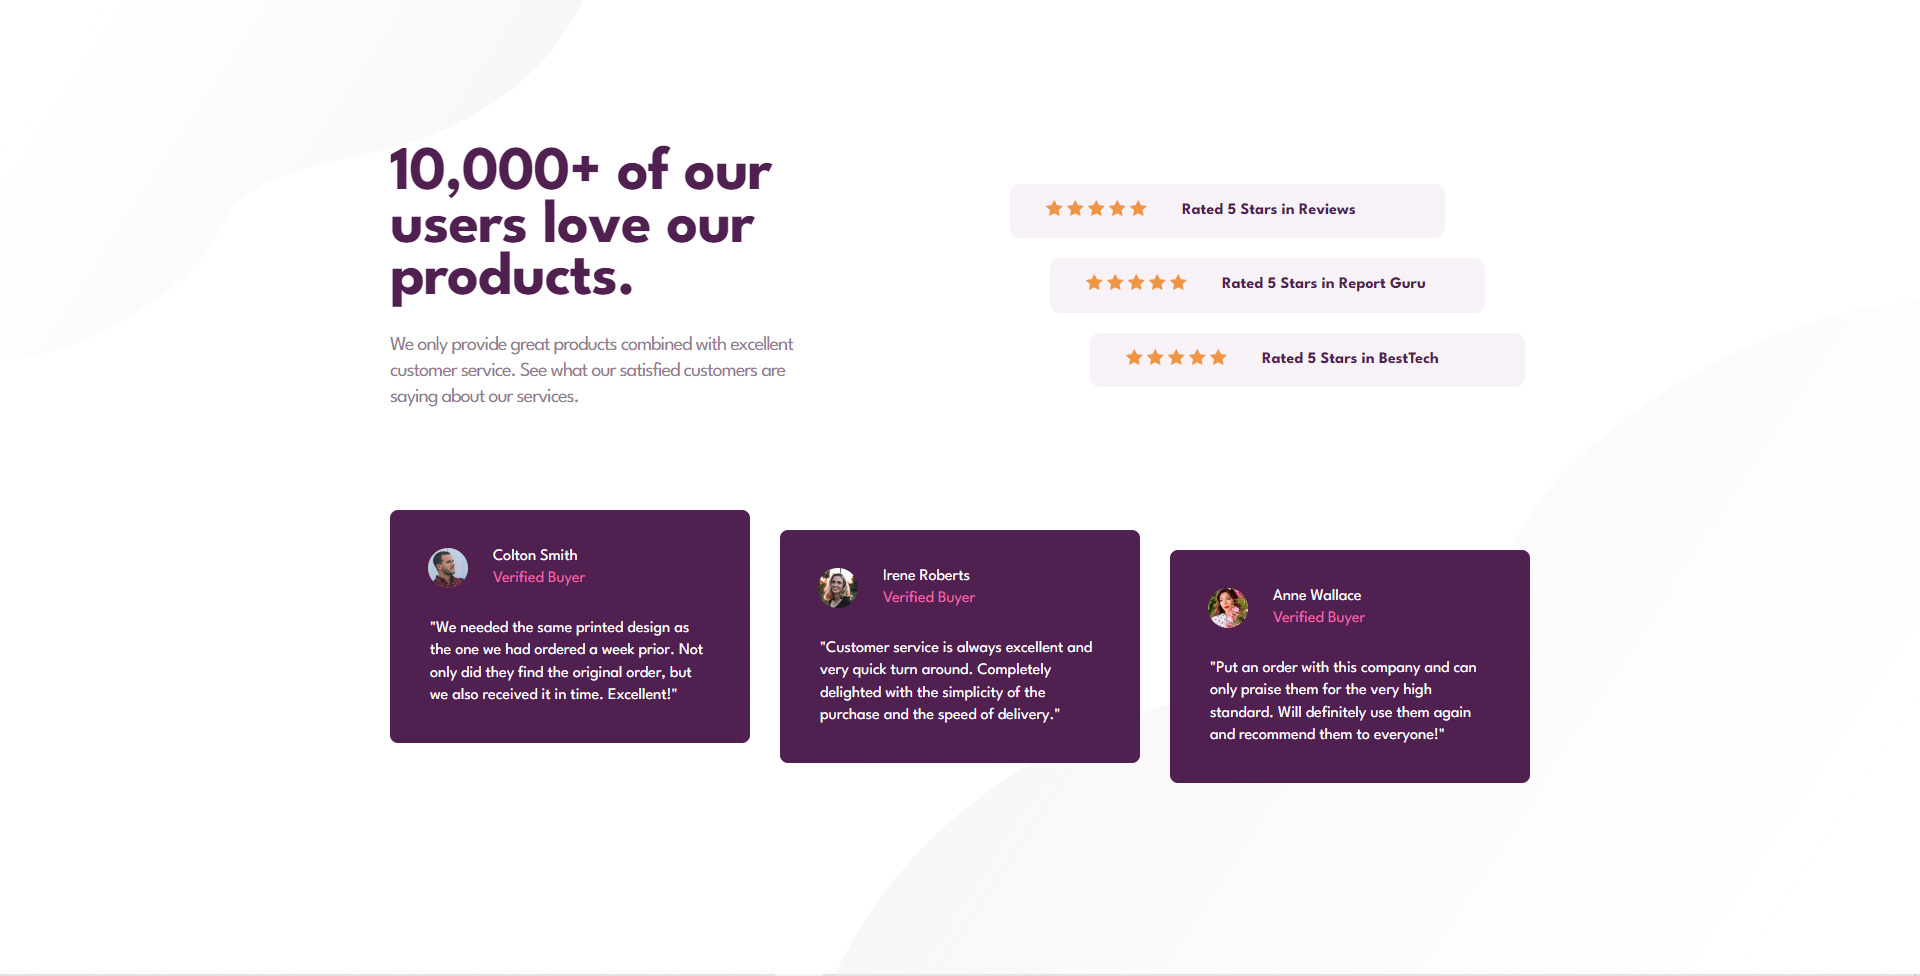 10,000+ of our
users love our
products.
We only provide great products combined with excellent
customer service. See what our satisfied customers are
saying about our services.
Rated 5 Stars in Reviews
Rated 5 Stars in Report Guru
Rated 5 Stars in BestTech
Colton Smith
Verified Buyer
"We needed the same printed design as
the one we had ordered a week prior. Not
only did they find the original order, but
we also received it in time. Excellent!"
Irene Roberts
Verified Buyer
"Customer service is always excellent and
very quick turn around. Completely
delighted with the simplicity of the
purchase and the speed of delivery."
Anne Wallace
Verified Buyer
"Put an order with this company and can
only praise them for the very high
standard. Will definitely use them again
and recommend them to everyone!"